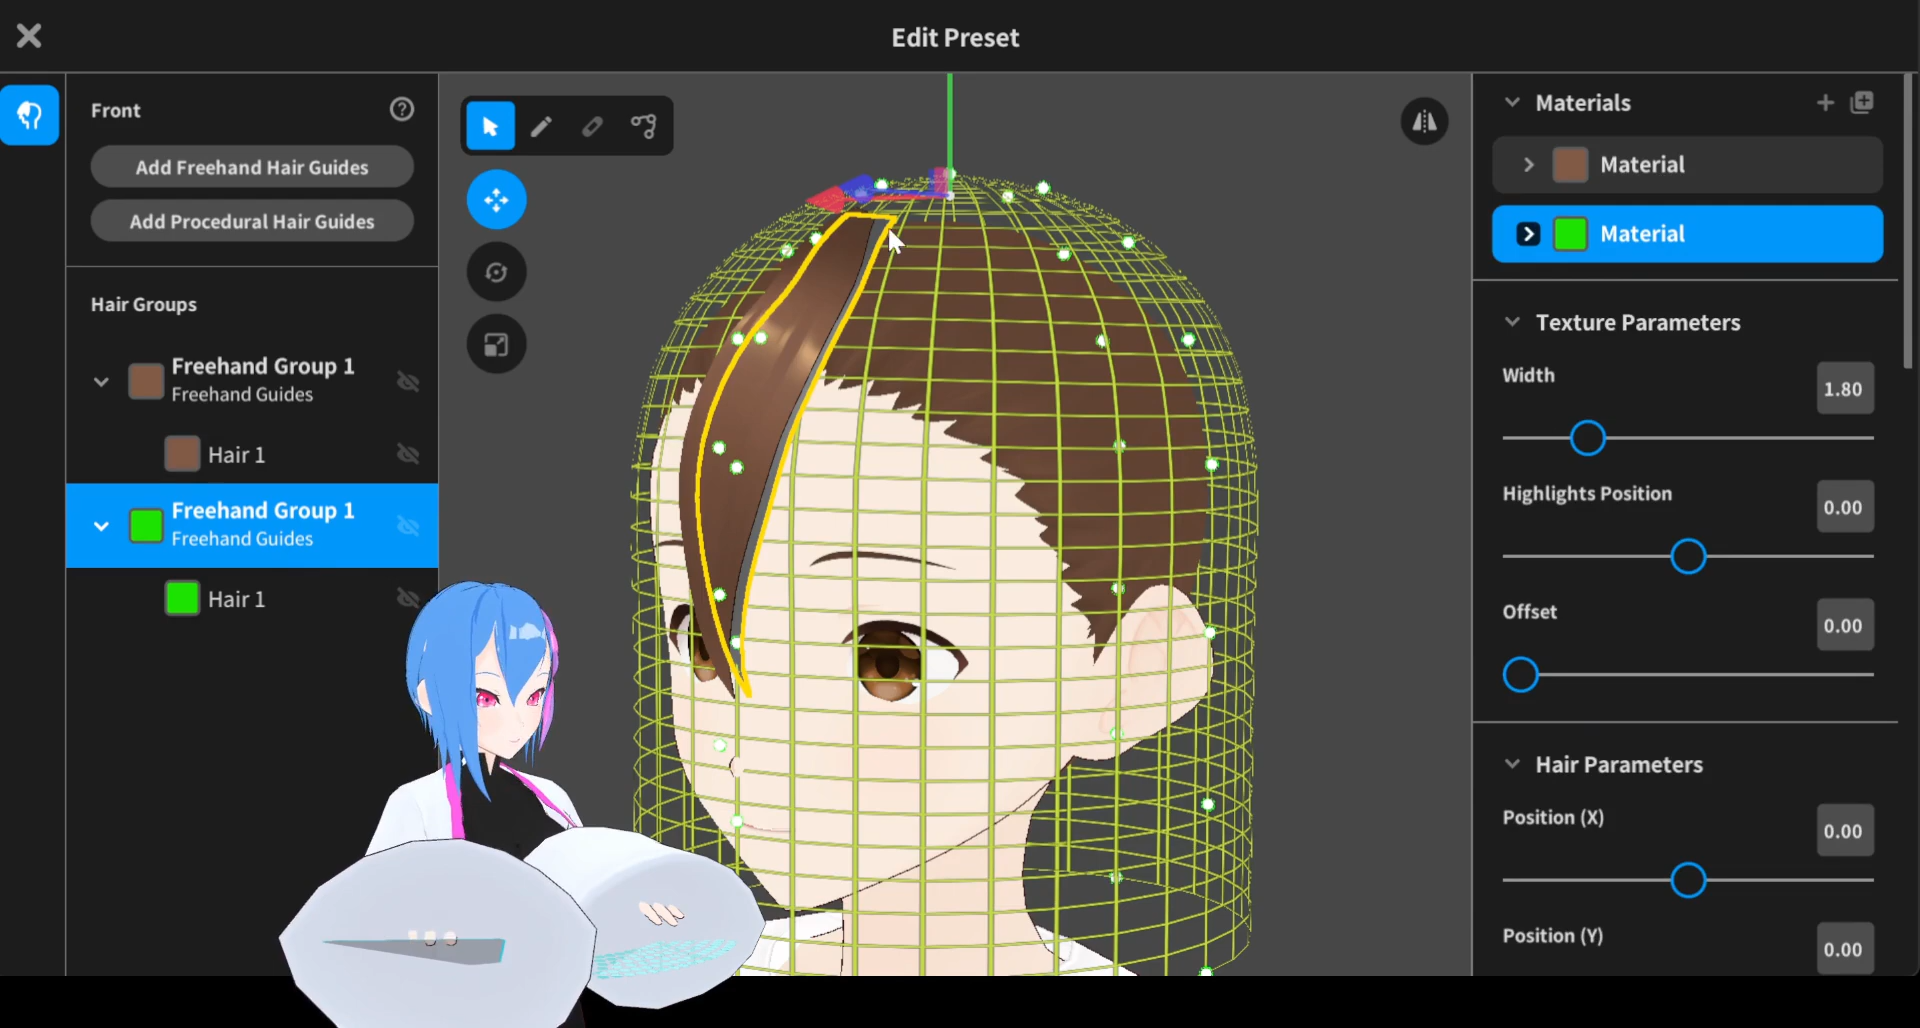 Edit Preset
Front
Add Freehand Hair Guides
Add Procedural Hair Guides
Hair Groups
Freehand Group 1
Freehand Guides
Hair 1
Freehand Group 1
Freehand Guides
Hair 1
Materials
Material
Material
Texture Parameters
Width
1.80
Highlights Position
0.00
Offset
0.00
Hair Parameters
Position (X)
0.00
Position (Y)
0.00